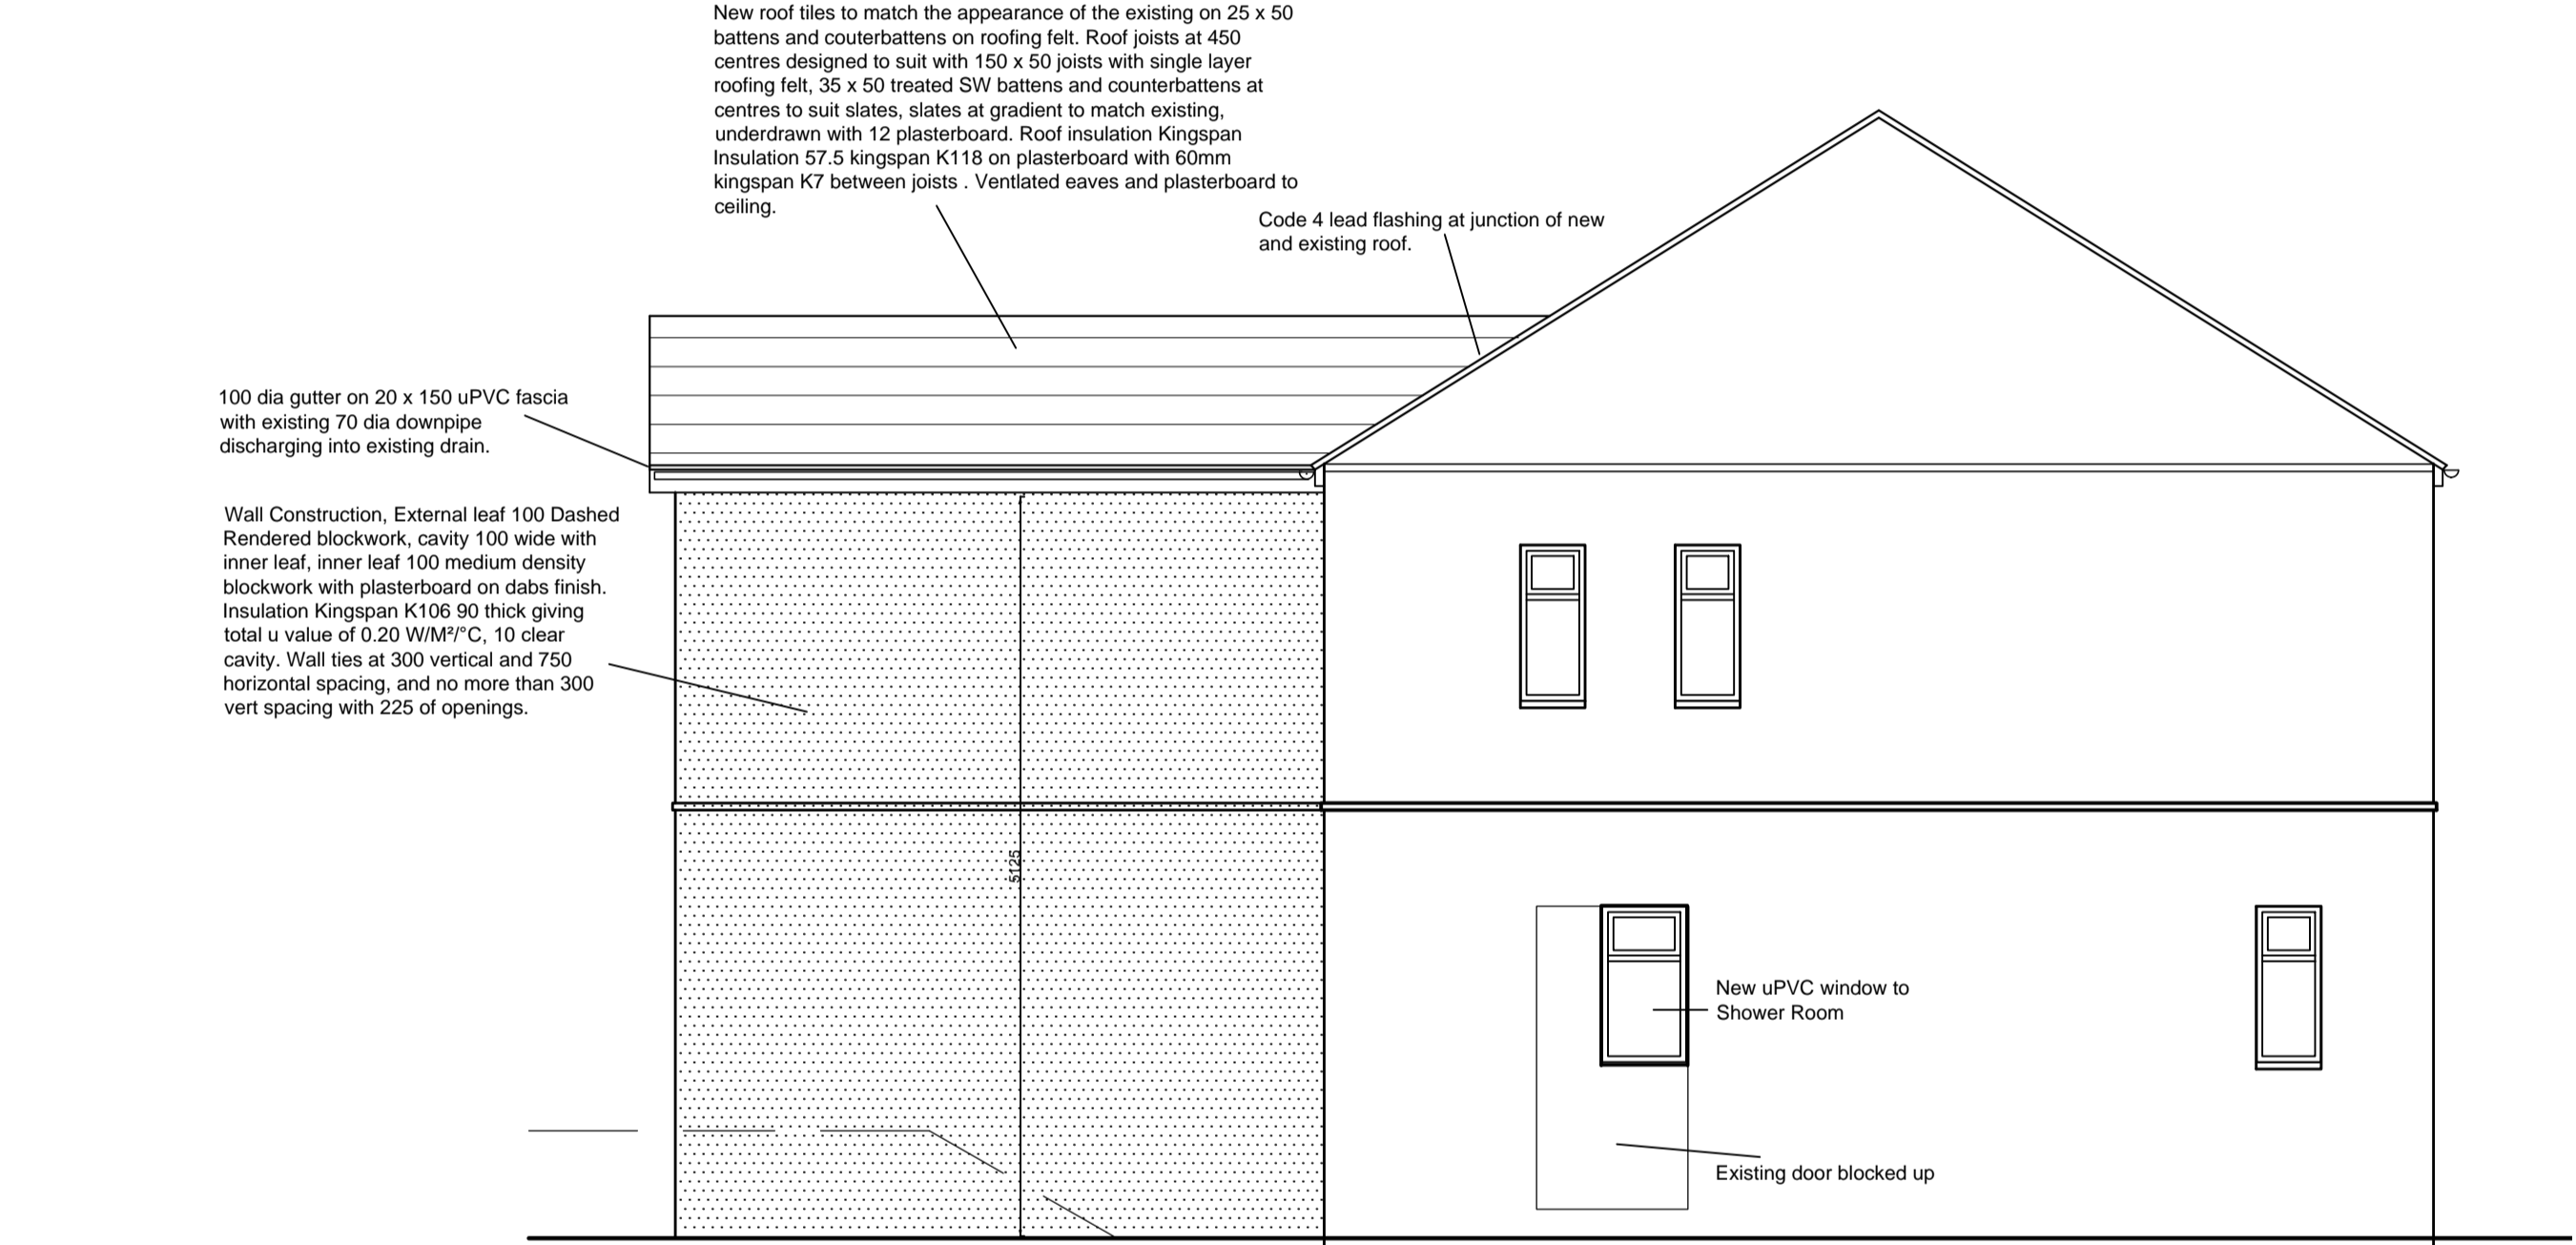 New roof tiles to match the appearance of the existing on 25 x 50
battens and couterbattens on roofing felt. Roof joists at 450
centres designed to suit with 150 x 50 joists with single layer
roofing felt, 35 x 50 treated SW battens and counterbattens at
centres to suit slates, slates at gradient to match existing,
underdrawn with 12 plasterboard. Roof insulation Kingspan
Insulation 57.5 kingspan K118 on plasterboard with 60mm
kingspan K7 between joists . Ventlated eaves and plasterboard to
ceiling.
Code 4 lead flashing at junction of new
and existing roof.
100 dia gutter on 20 x 150 uPVC fascia
with existing 70 dia downpipe
discharging into existing drain.
Wall Construction, External leaf 100 Dashed
Rendered blockwork, cavity 100 wide with
inner leaf, inner leaf 100 medium density
blockwork with plasterboard on dabs finish.
Insulation Kingspan K106 90 thick giving
total u value of 0.20 W/M²/°C, 10 clear
cavity. Wall ties at 300 vertical and 750
horizontal spacing, and no more than 300
vert spacing with 225 of openings.
5125
New uPVC window to
Shower Room
Existing door blocked up